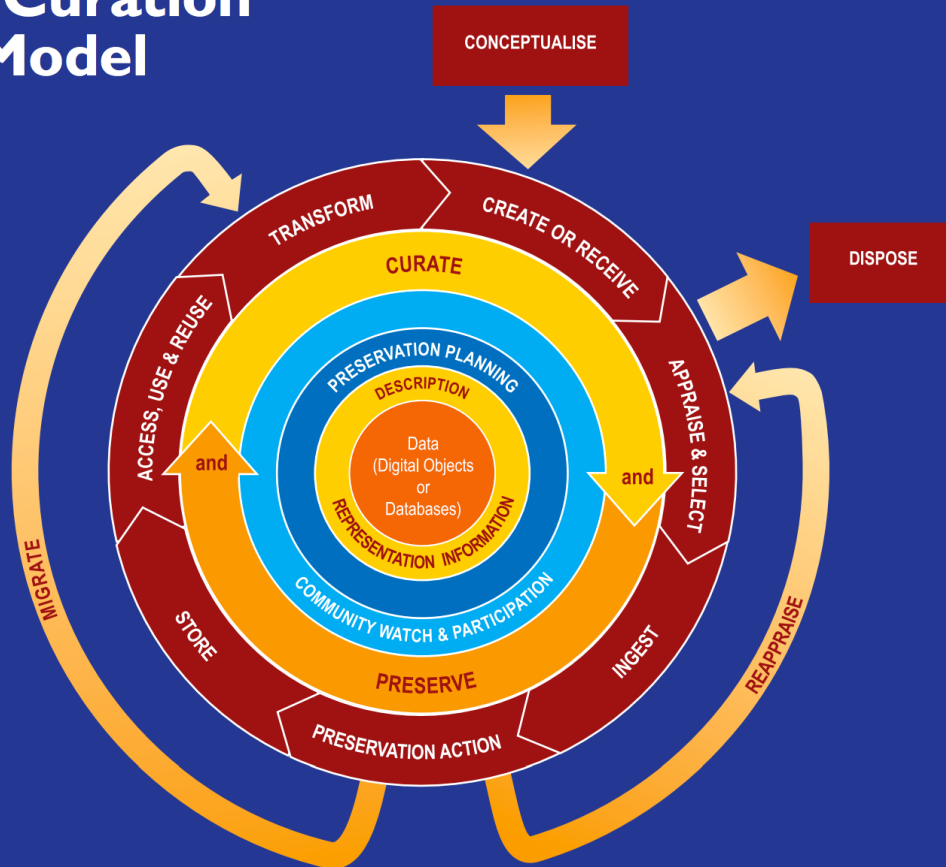 Curation
Model
CONCEPTUALISE
DISPOSE
TRANSFORM
CREATE OR RECEIVE
APPRAISE & SELECT
INGEST
PRESERVATION ACTION
STORE
ACCESS, USE & REUSE
MIGRATE
REAPPRAISE
CURATE
and
PRESERVE
and
COMMUNITY WATCH & PARTICIPATION
PRESERVATION PLANNING
DESCRIPTION
REPRESENTATION INFORMATION
Data
(Digital Objects
or
Databases)